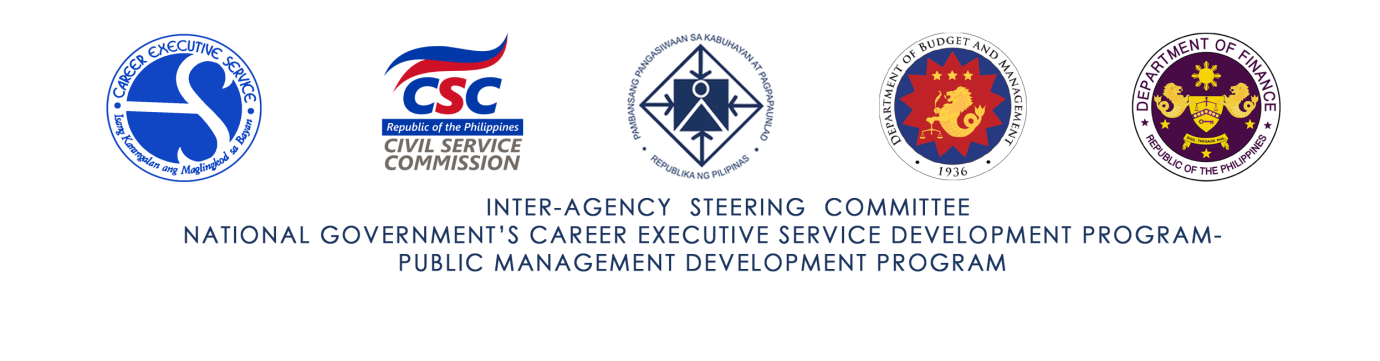 CAREER EXECUTIVE SERVICE
Isang Karangalan ang Maglingkod sa Bayan
CSC
Republic of the Philippines
CIVIL SERVICE
COMMISSION
PAMBANSANG PANGASIWAAN SA KABUHAYAN AT PAGPAPAUNLAD
REPUBLIKA NG PILIPINAS
DEPARTMENT OF BUDGET AND MANAGEMENT
1936
DEPARTMENT OF FINANCE
REPUBLIC OF THE PHILIPPINES
INTER-AGENCY STEERING COMMITTEE
NATIONAL GOVERNMENT’S CAREER EXECUTIVE SERVICE DEVELOPMENT PROGRAM-
PUBLIC MANAGEMENT DEVELOPMENT PROGRAM